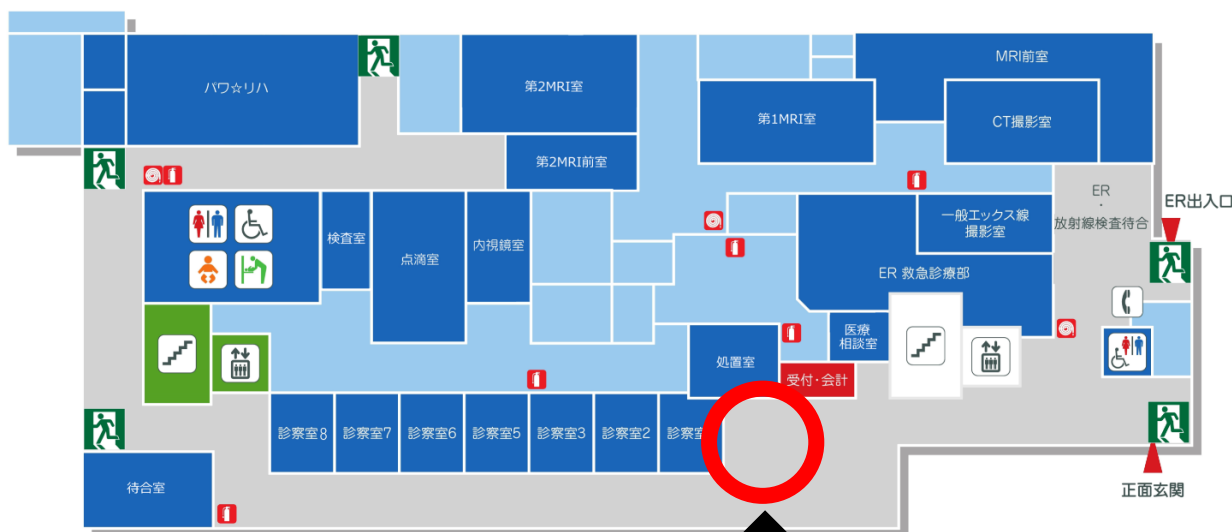 MRI前室
パワ☆リハ
第2MRI室
第1MRI室
CT撮影室
第2MRI前室
ER
・
放射線検査待合
ER出入口
検査室
点滴室
内視鏡室
一般エックス線
撮影室
ER 救急診療部
医療
相談室
処置室
受付・会計
診察室8
診察室7
診察室6
診察室5
診察室3
診察室2
診察室
待合室
正面玄関